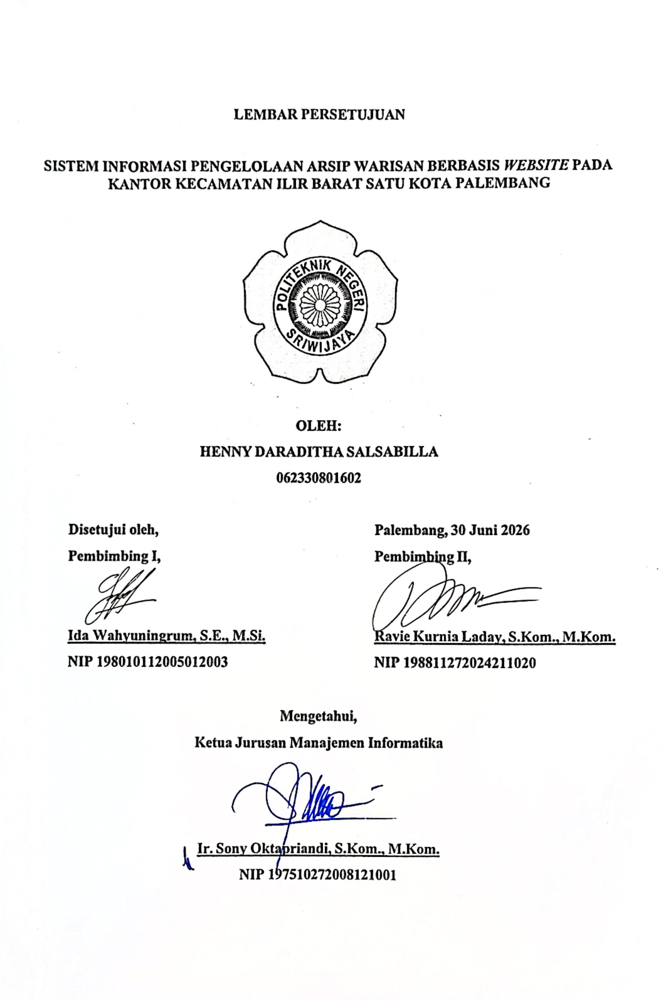 LEMBAR PERSETUJUAN
SISTEM INFORMASI PENGELOLAAN ARSIP WARISAN BERBASIS WEBSITE PADA
KANTOR KECAMATAN ILIR BARAT SATU KOTA PALEMBANG
POLITEKNIK NEGERI
SRIWIJAYA
OLEH:
HENNY DARADITHA SALSABILLA
062330801602
Disetujui oleh,
Palembang, 30 Juni 2026
Pembimbing I,
Pembimbing II,
Ida Wahyuningrum, S.E., M.Si.
Ravie Kurnia Laday, S.Kom., M.Kom.
NIP 198010112005012003
NIP 198811272024211020
Mengetahui,
Ketua Jurusan Manajemen Informatika
Ir. Sony Oktapriandi, S.Kom., M.Kom.
NIP 197510272008121001